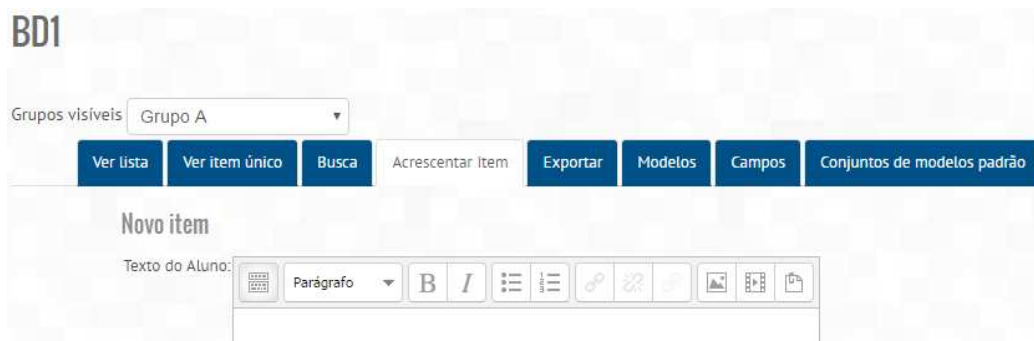 BD1
Grupos visíveis Grupo A
Ver lista Ver item único Busca Acrescentar item Exportar Modelos Campos Conjuntos de modelos padrão
Novo item
Texto do Aluno: Parágrafo B I